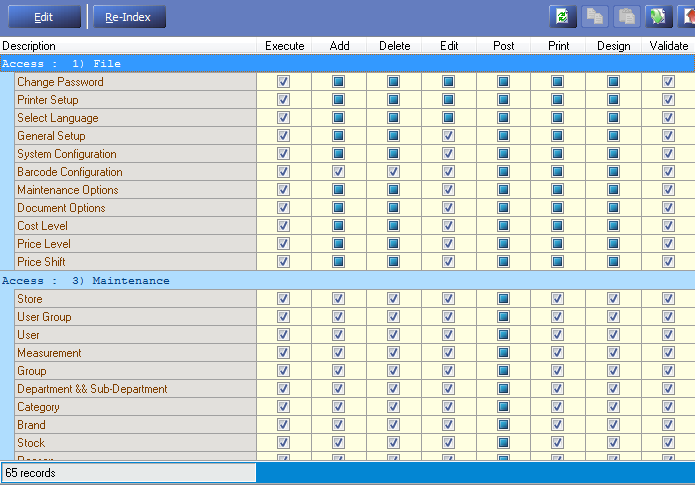 Edit Re-Index
Description Execute Add Delete Edit Post Print Design Validate
Access : 1) File
Change Password
Printer Setup
Select Language
General Setup
System Configuration
Barcode Configuration
Maintenance Options
Document Options
Cost Level
Price Level
Price Shift
Access : 3) Maintenance
Store
User Group
User
Measurement
Group
Department && Sub-Department
Category
Brand
Stock
65 records